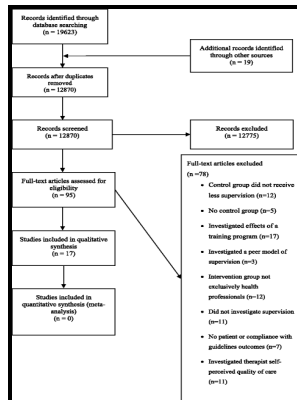 Records identified through
database searching
(n = 19623)
Additional records identified
through other sources
(n = 19)
Records after duplicates
removed
(n = 12870)
Records screened
(n = 12870)
Records excluded
(n = 12775)
Full-text articles assessed for
eligibility
(n = 95)
Full-text articles excluded
(n =78)
• Control group did not receive
less supervision (n=12)
• No control group (n=5)
• Investigated effects of a
training program (n=17)
• Investigated a peer model of
supervision (n=3)
• Intervention group not
exclusively health
professionals (n=12)
• Did not investigate supervision
(n=11)
• No patient or compliance with
guidelines outcomes (n=7)
• Investigated therapist self-
perceived quality of care
(n=11)
Studies included in qualitative
synthesis
(n = 17)
Studies included in
quantitative synthesis (meta-
analysis)
(n = 0)